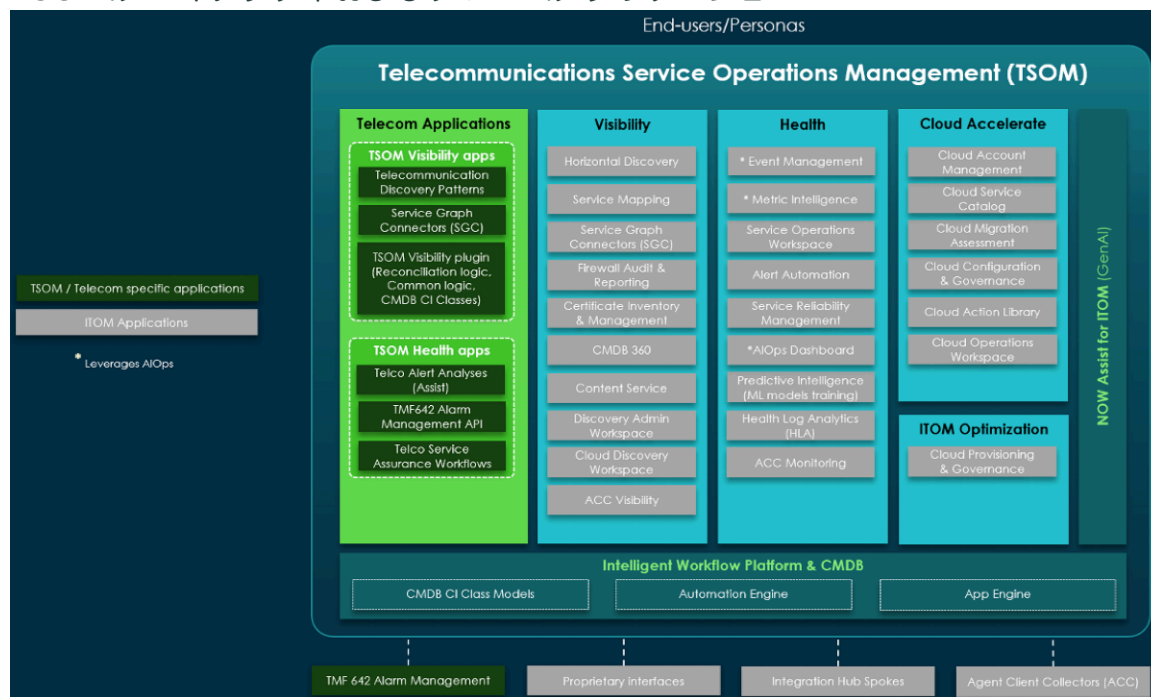 End-users/Personas
Telecommunications Service Operations Management (TSOM)
Telecom Applications
TSOM Visibility apps
Telecommunication
Discovery Patterns
Service Graph
Connectors (SGC)
TSOM Visibility plugin
(Reconciliation logic,
Common logic,
CMDB CI Classes)
TSOM Health apps
Telco Alert Analyses
(Assist)
TMF642 Alarm
Management API
Telco Service
Assurance Workflows
Visibility
Horizontal Discovery
Service Mapping
Service Graph
Connectors (SGC)
Firewall Audit &
Reporting
Certificate Inventory
& Management
CMDB 360
Content Service
Discovery Admin
Workspace
Cloud Discovery
Workspace
ACC Visibility
Health
* Event Management
* Metric Intelligence
Service Operations
Workspace
Alert Automation
Service Reliability
Management
*AIOps Dashboard
Predictive Intelligence
(ML models training)
Health Log Analytics
(HLA)
ACC Monitoring
Cloud Accelerate
Cloud Account
Management
Cloud Service
Catalog
Cloud Migration
Assessment
Cloud Configuration
& Governance
Cloud Action Library
Cloud Operations
Workspace
ITOM Optimization
Cloud Provisioning
& Governance
NOW Assist for ITOM (GenAI)
TSOM / Telecom specific applications
ITOM Applications
* Leverages AIOps
Intelligent Workflow Platform & CMDB
CMDB CI Class Models
Automation Engine
App Engine
TMF 642 Alarm Management
Proprietary interfaces
Integration Hub Spokes
Agent Client Collectors (ACC)